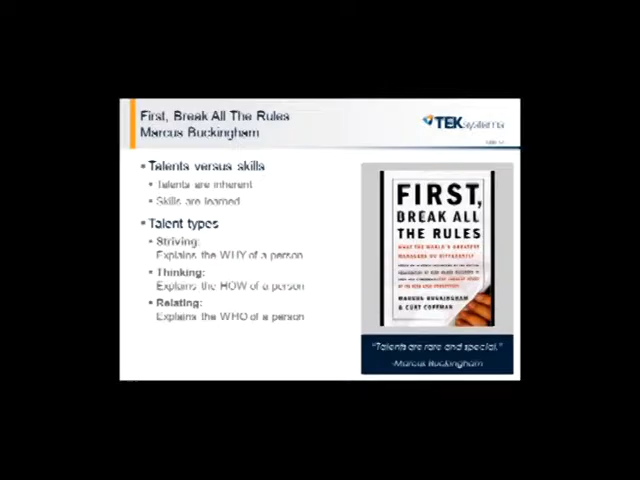 First, Break All The Rules
Marcus Buckingham
TEKsystems
Talents versus skills
Talents are inherent
Skills are learned
Talent types
Striving:
Explains the WHY of a person
Thinking:
Explains the HOW of a person
Relating:
Explains the WHO of a person
FIRST,
BREAK ALL
THE RULES
WHAT THE WORLD'S GREATEST
MANAGERS DO DIFFERENTLY
MARCUS BUCKINGHAM
& CURT COFFMAN
"Talents are rare and special."
-Marcus Buckingham